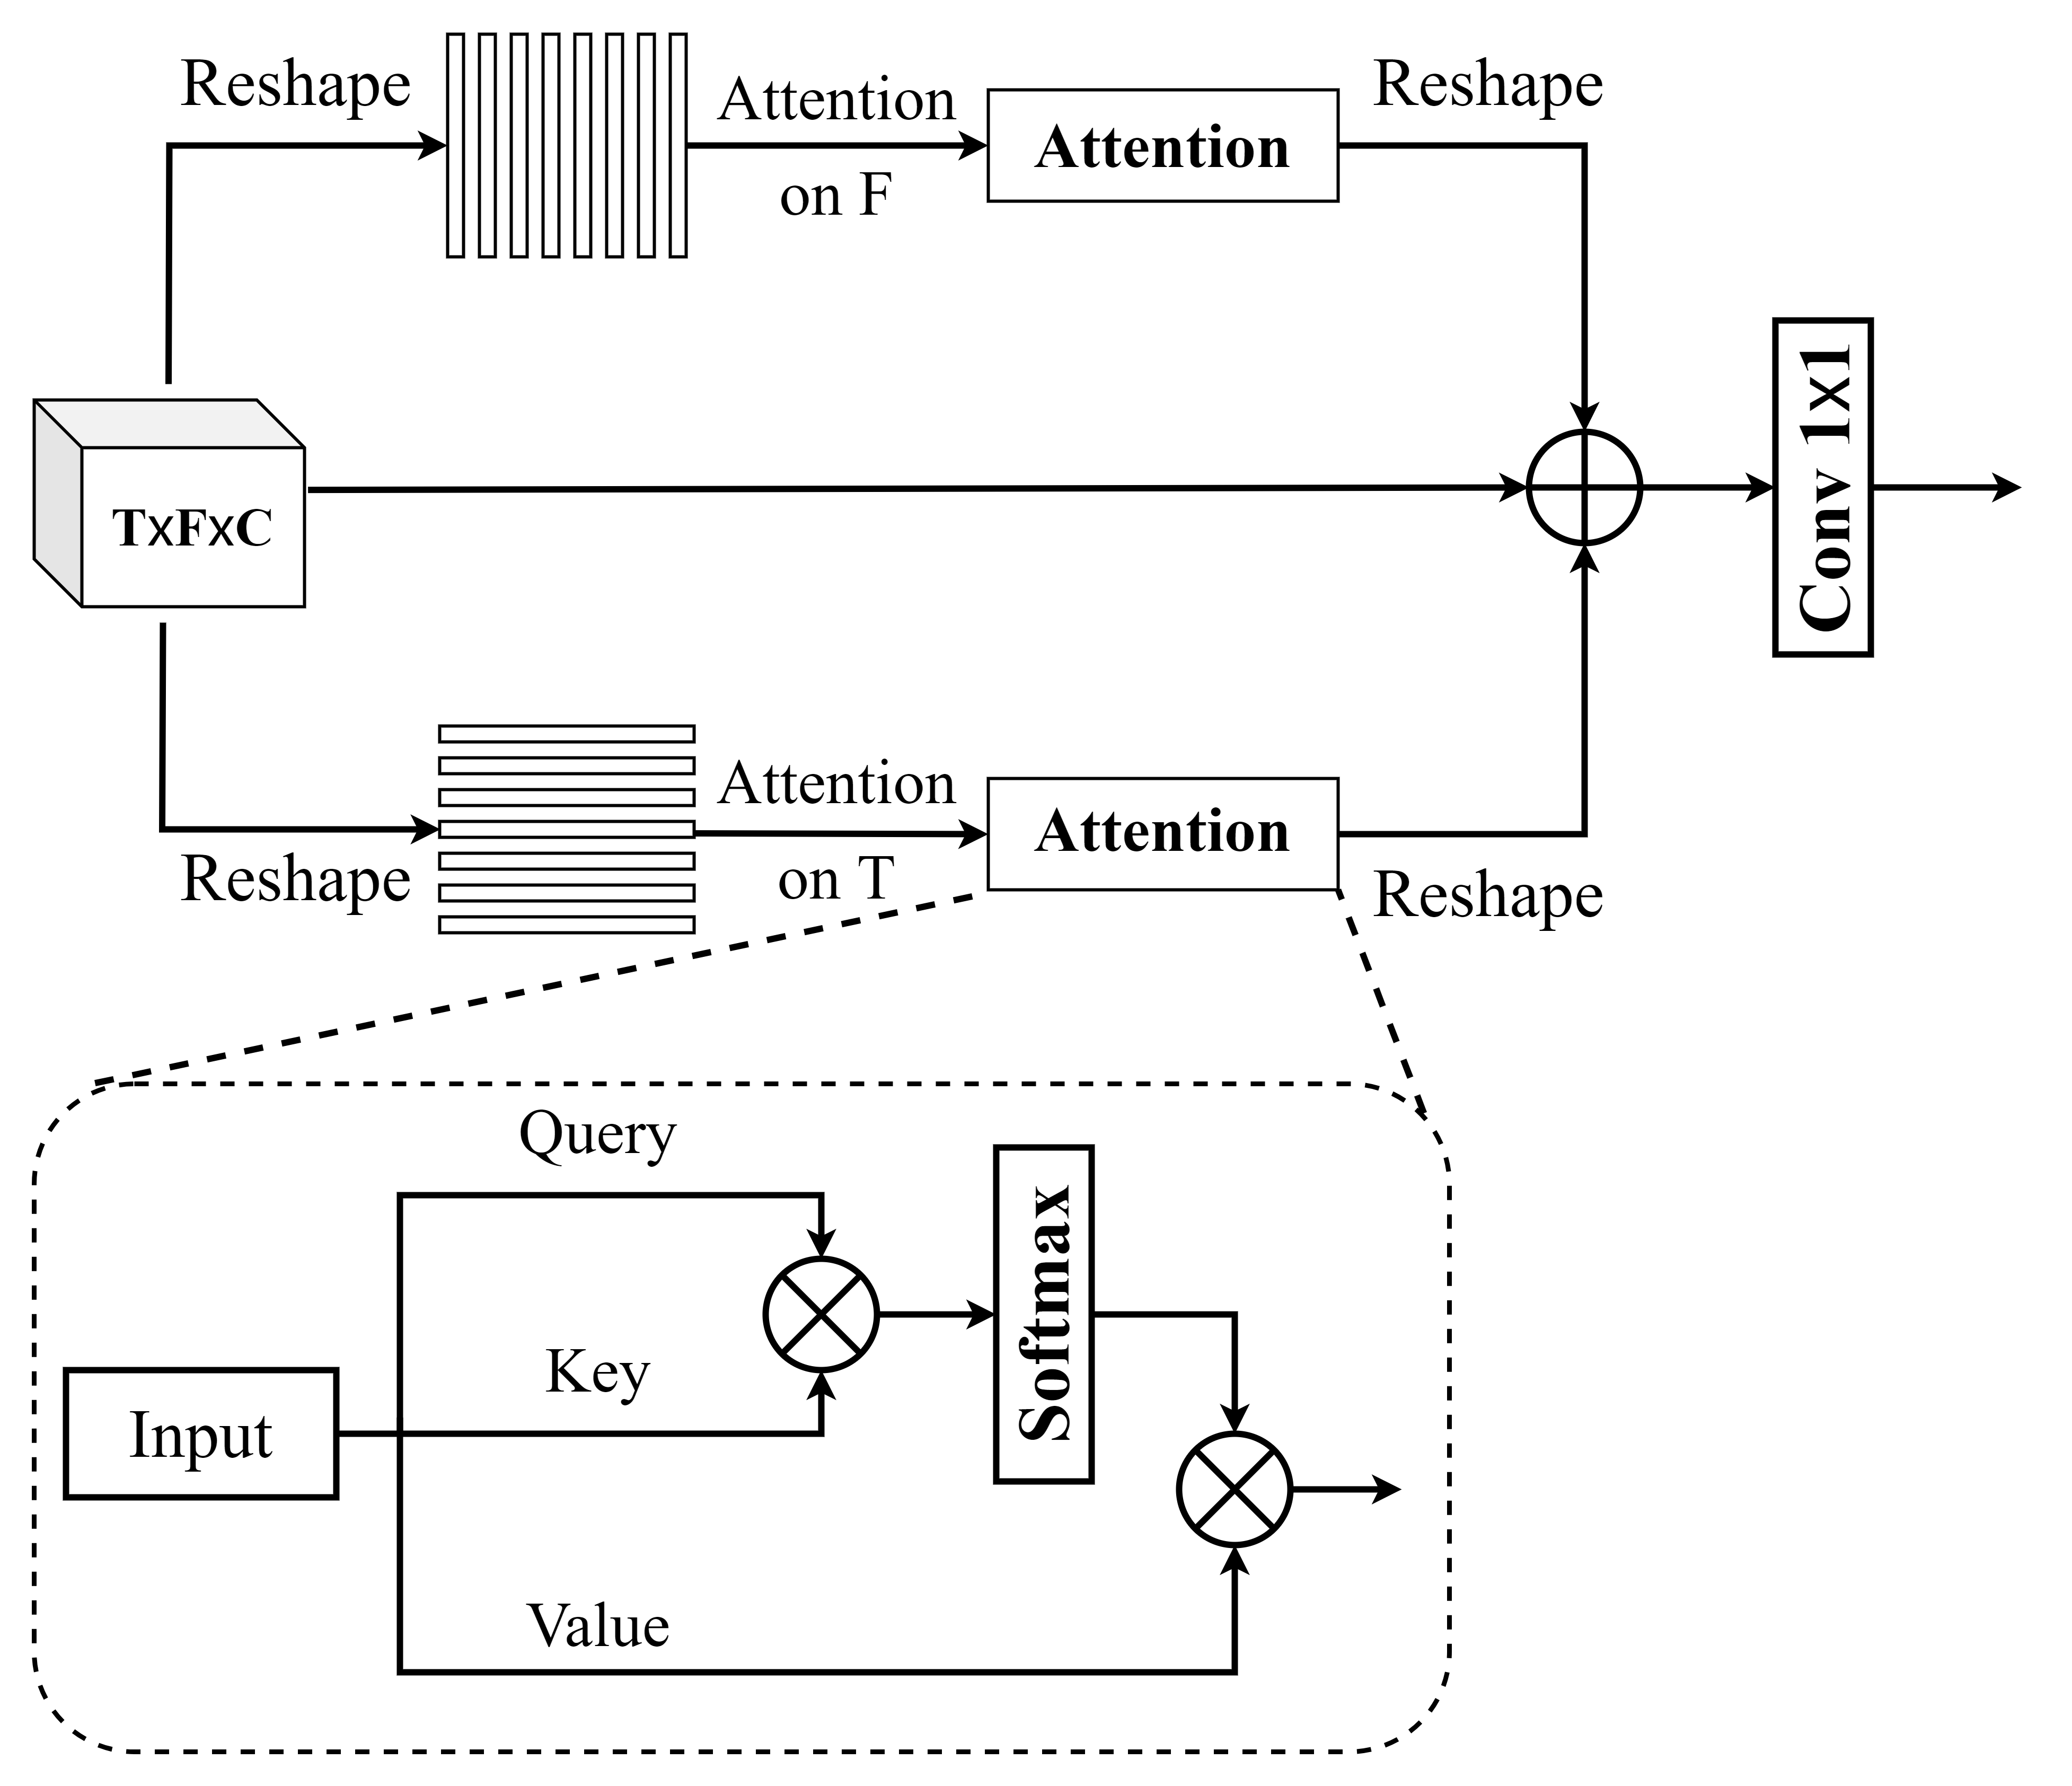 Reshape
Attention
on F
Attention
Reshape
TxFxC
Conv 1x1
Reshape
Attention
on T
Attention
Reshape
Query
Key
Value
Input
Softmax